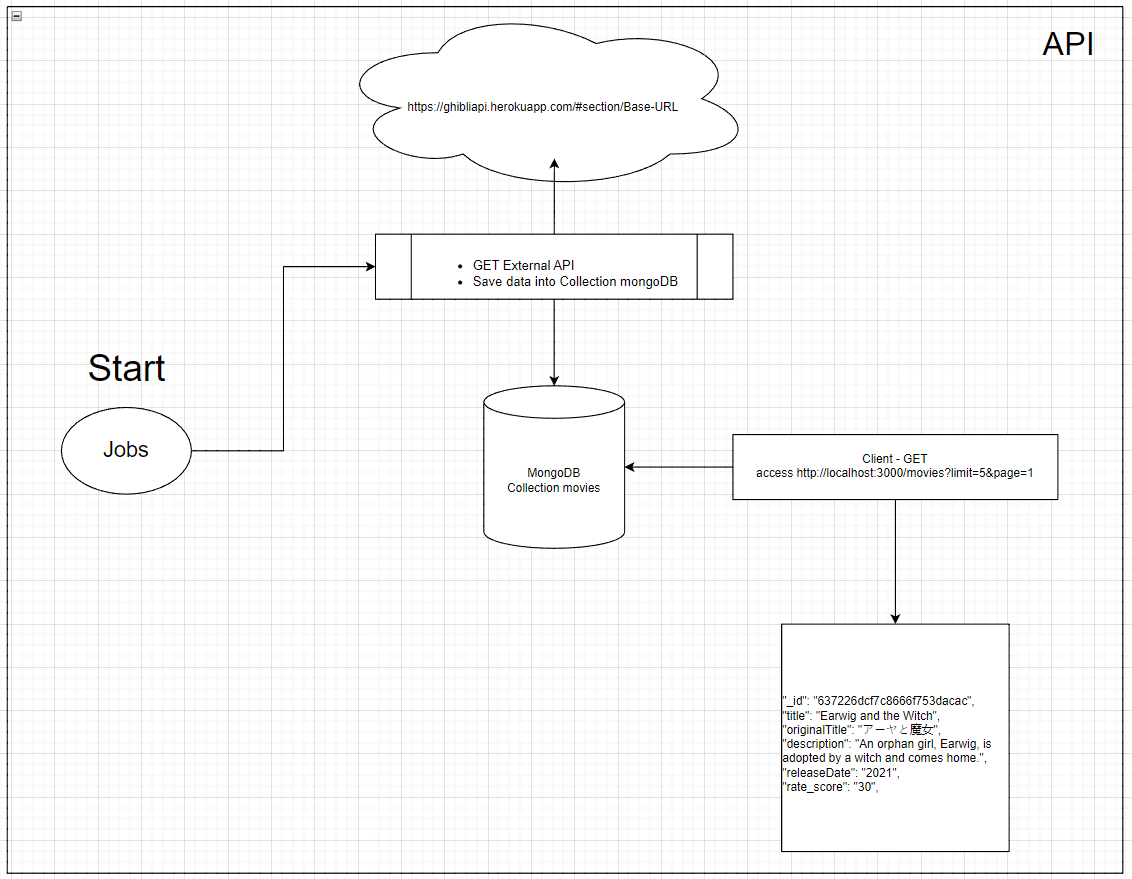 API
https://ghibliapi.herokuapp.com/#section/Base-URL
• GET External API
• Save data into Collection mongoDB
Start
Jobs
MongoDB
Collection movies
Client - GET
access http://localhost:3000/movies?limit=5&page=1
"_id": "637226dcf7c8666f753dacac",
"title": "Earwig and the Witch",
"originalTitle": "アーヤと魔女",
"description": "An orphan girl, Earwig, is
adopted by a witch and comes home.",
"releaseDate": "2021",
"rate_score": "30",